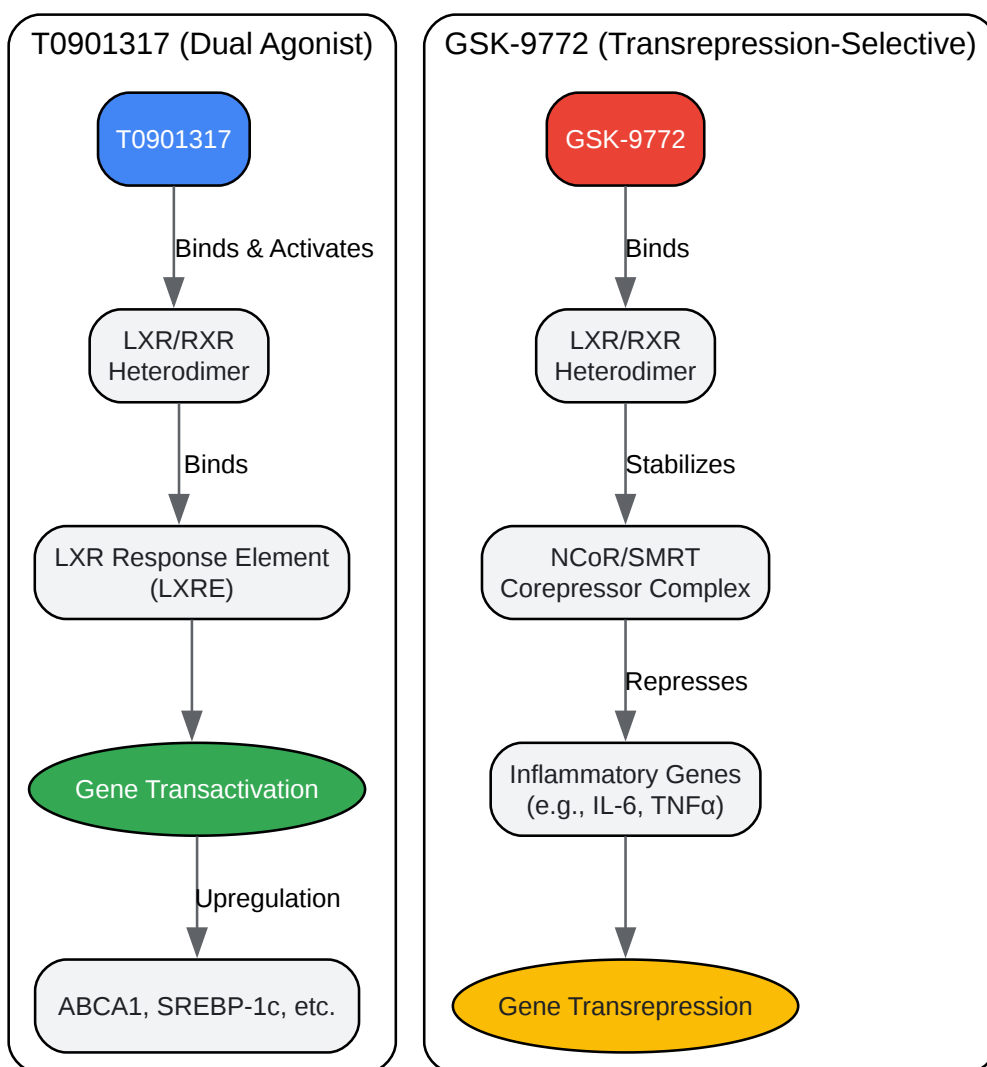 T0901317 (Dual Agonist)
T0901317
Binds & Activates
LXR/RXR
Heterodimer
Binds
LXR Response Element
(LXRE)
Gene Transactivation
Upregulation
ABCA1, SREBP-1c, etc.
GSK-9772 (Transrepression-Selective)
GSK-9772
Binds
LXR/RXR
Heterodimer
Stabilizes
NCoR/SMRT
Corepressor Complex
Represses
Inflammatory Genes
(e.g., IL-6, TNFα)
Gene Transrepression